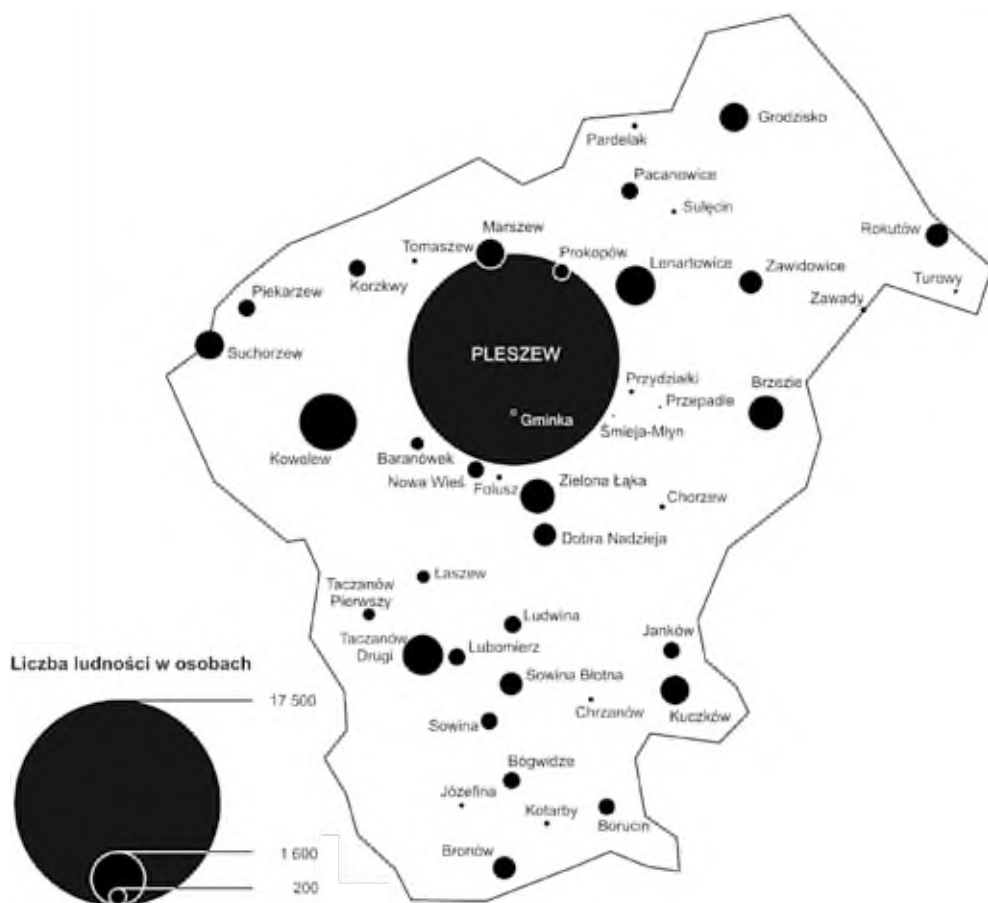 Grodzisko
Pardelak
Pacanowice
Sulęcin
Marszew
Rokutów
Tomaszew
Prokopów
Lenartowice
Zawidowice
Korzkwy
Turowy
Piekarzew
Zawady
Suchorzew
PLESZEW
Przydziałki
Brzezie
Przepadle
Gminka
Śmieja-Młyn
Kowalew
Baranówek
Nowa Wieś
Folusz
Zielona Łąka
Chorzew
Dobra Nadzieja
Łaszew
Taczanów
Pierwszy
Ludwina
Janków
Taczanów
Drugi
Lubomierz
Liczba ludności w osobach
Sowina Błotna
17 500
Chrzanów
Kuczków
Sowina
Bógwidze
Józefina
Kotarby
Borucin
1 600
Bronów
200